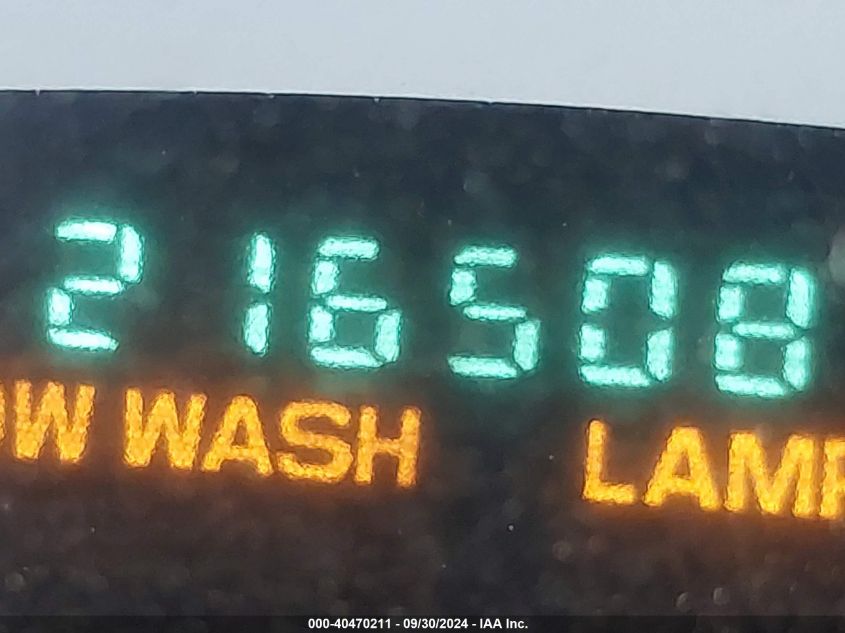 216508
OW WASH LAMP
000-40470211 - 09/30/2024 - IAA Inc.